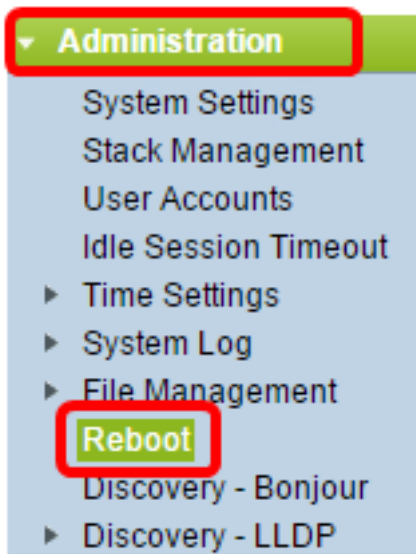 Administration
System Settings
Stack Management
User Accounts
Idle Session Timeout
Time Settings
System Log
File Management
Reboot
Discovery - Bonjour
Discovery - LLDP